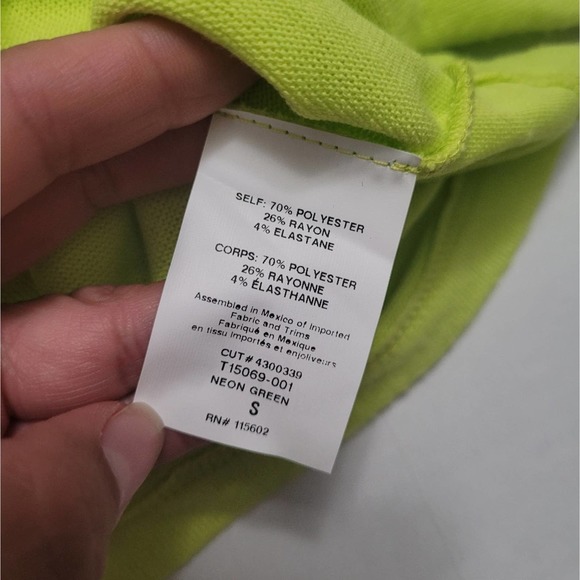 SELF: 70% POLYESTER
26% RAYON
4% ELASTANE
CORPS: 70% POLYESTER
26% RAYONNE
4% ÉLASTHANNE
Assembled in Mexico of Imported
Fabric and Trims
Fabriqué en Mexique
en tissu importés et enjoliveurs
CUT# 4300339
T15069-001
NEON GREEN
S
RN# 115602